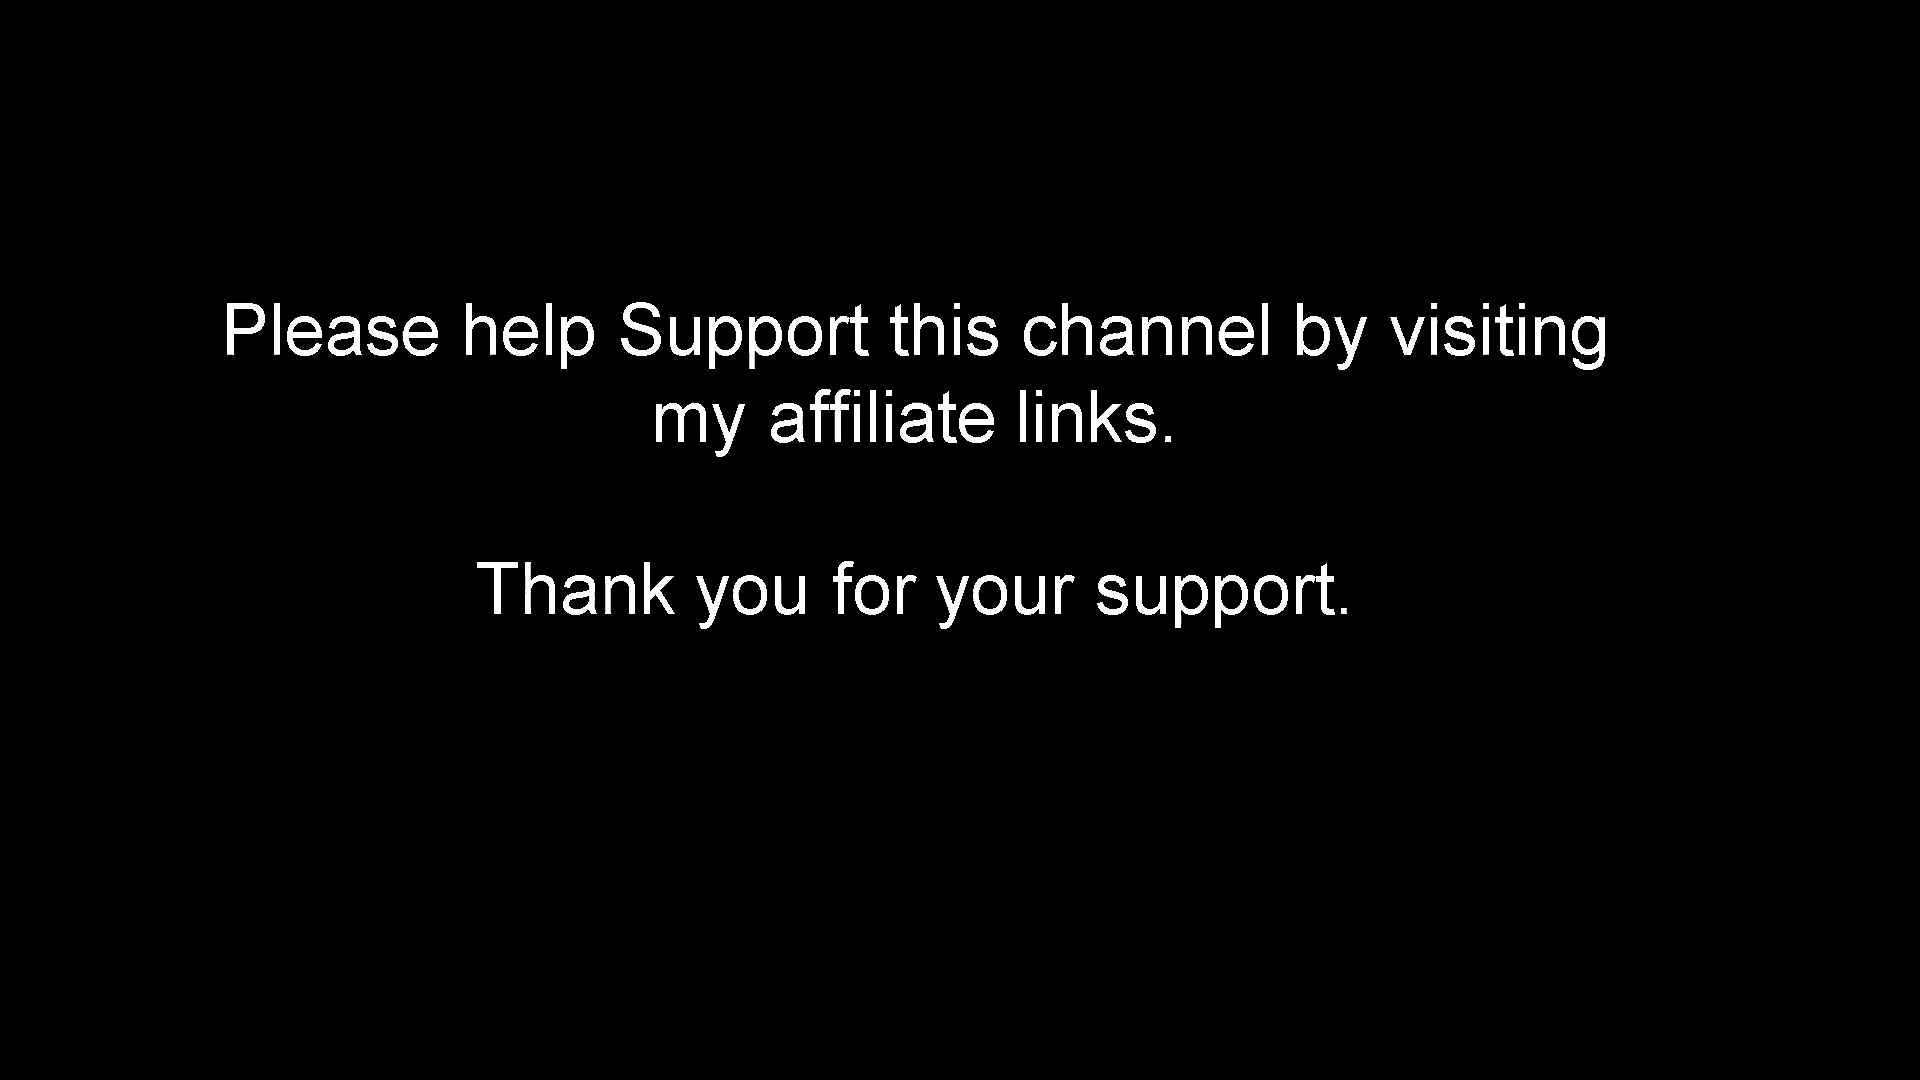 Please help Support this channel by visiting
my affiliate links.
Thank you for your support.